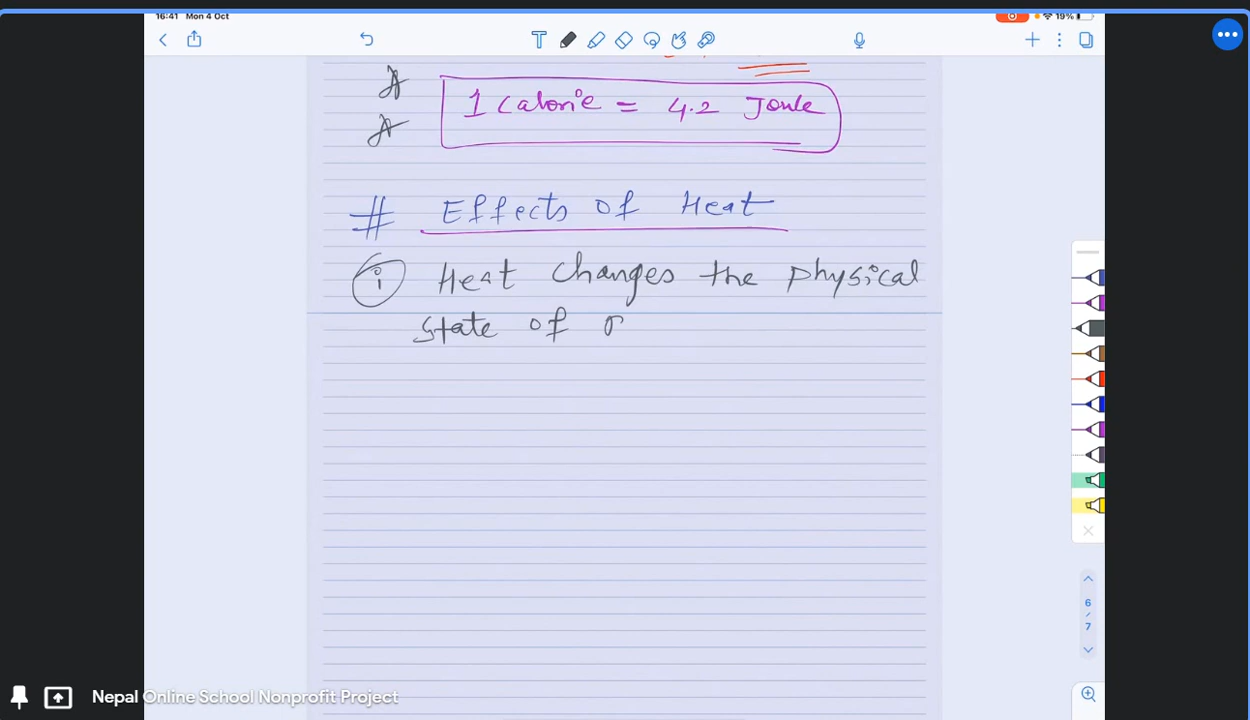 16:41 Mon 4 Oct
19%
T
1 Calorie = 4.2 Joule
# Effects of Heat
i Heat changes the physical
state of
6
/
7
Nepal Online School Nonprofit Project